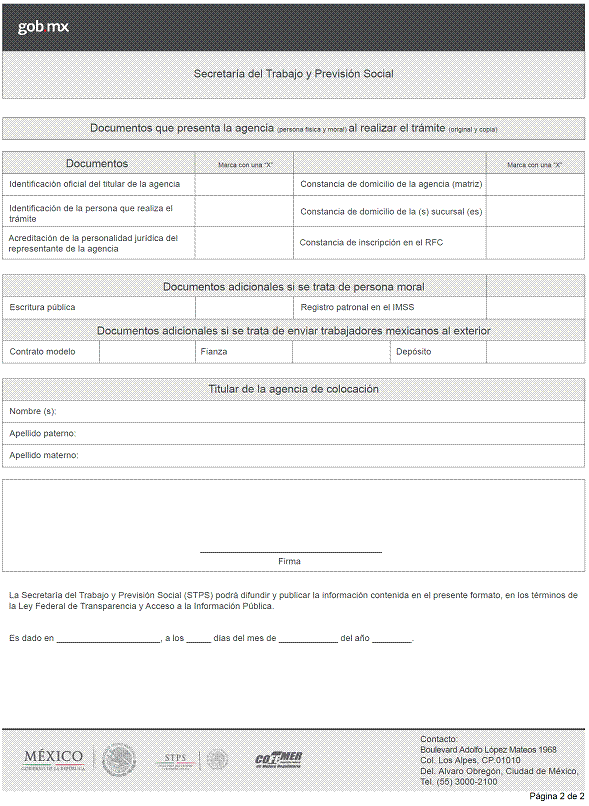 gob.mx
Secretaría del Trabajo y Previsión Social
Documentos que presenta la agencia (persona física y moral) al realizar el trámite (original y copia)
Documentos
Marca con una "X"
Marca con una "X"
Identificación oficial del titular de la agencia
Constancia de domicilio de la agencia (matriz)
Identificación de la persona que realiza el
trámite
Constancia de domicilio de la (s) sucursal (es)
Acreditación de la personalidad jurídica del
representante de la agencia
Constancia de inscripción en el RFC
Documentos adicionales si se trata de persona moral
Escritura pública
Registro patronal en el IMSS
Documentos adicionales si se trata de enviar trabajadores mexicanos al exterior
Contrato modelo
Fianza
Depósito
Titular de la agencia de colocación
Nombre (s):
Apellido paterno:
Apellido materno:
Firma
La Secretaría del Trabajo y Previsión Social (STPS) podrá difundir y publicar la información contenida en el presente formato, en los términos de
la Ley Federal de Transparencia y Acceso a la Información Pública.
Es dado en ____________________, a los _____ días del mes de ____________ del año ________.
MÉXICO
GOBIERNO DE LA REPÚBLICA
STPS
COFEMER
Contacto:
Boulevard Adolfo López Mateos 1968
Col. Los Alpes, CP.01010
Del. Alvaro Obregón, Ciudad de México,
Tel. (55) 3000-2100
Página 2 de 2